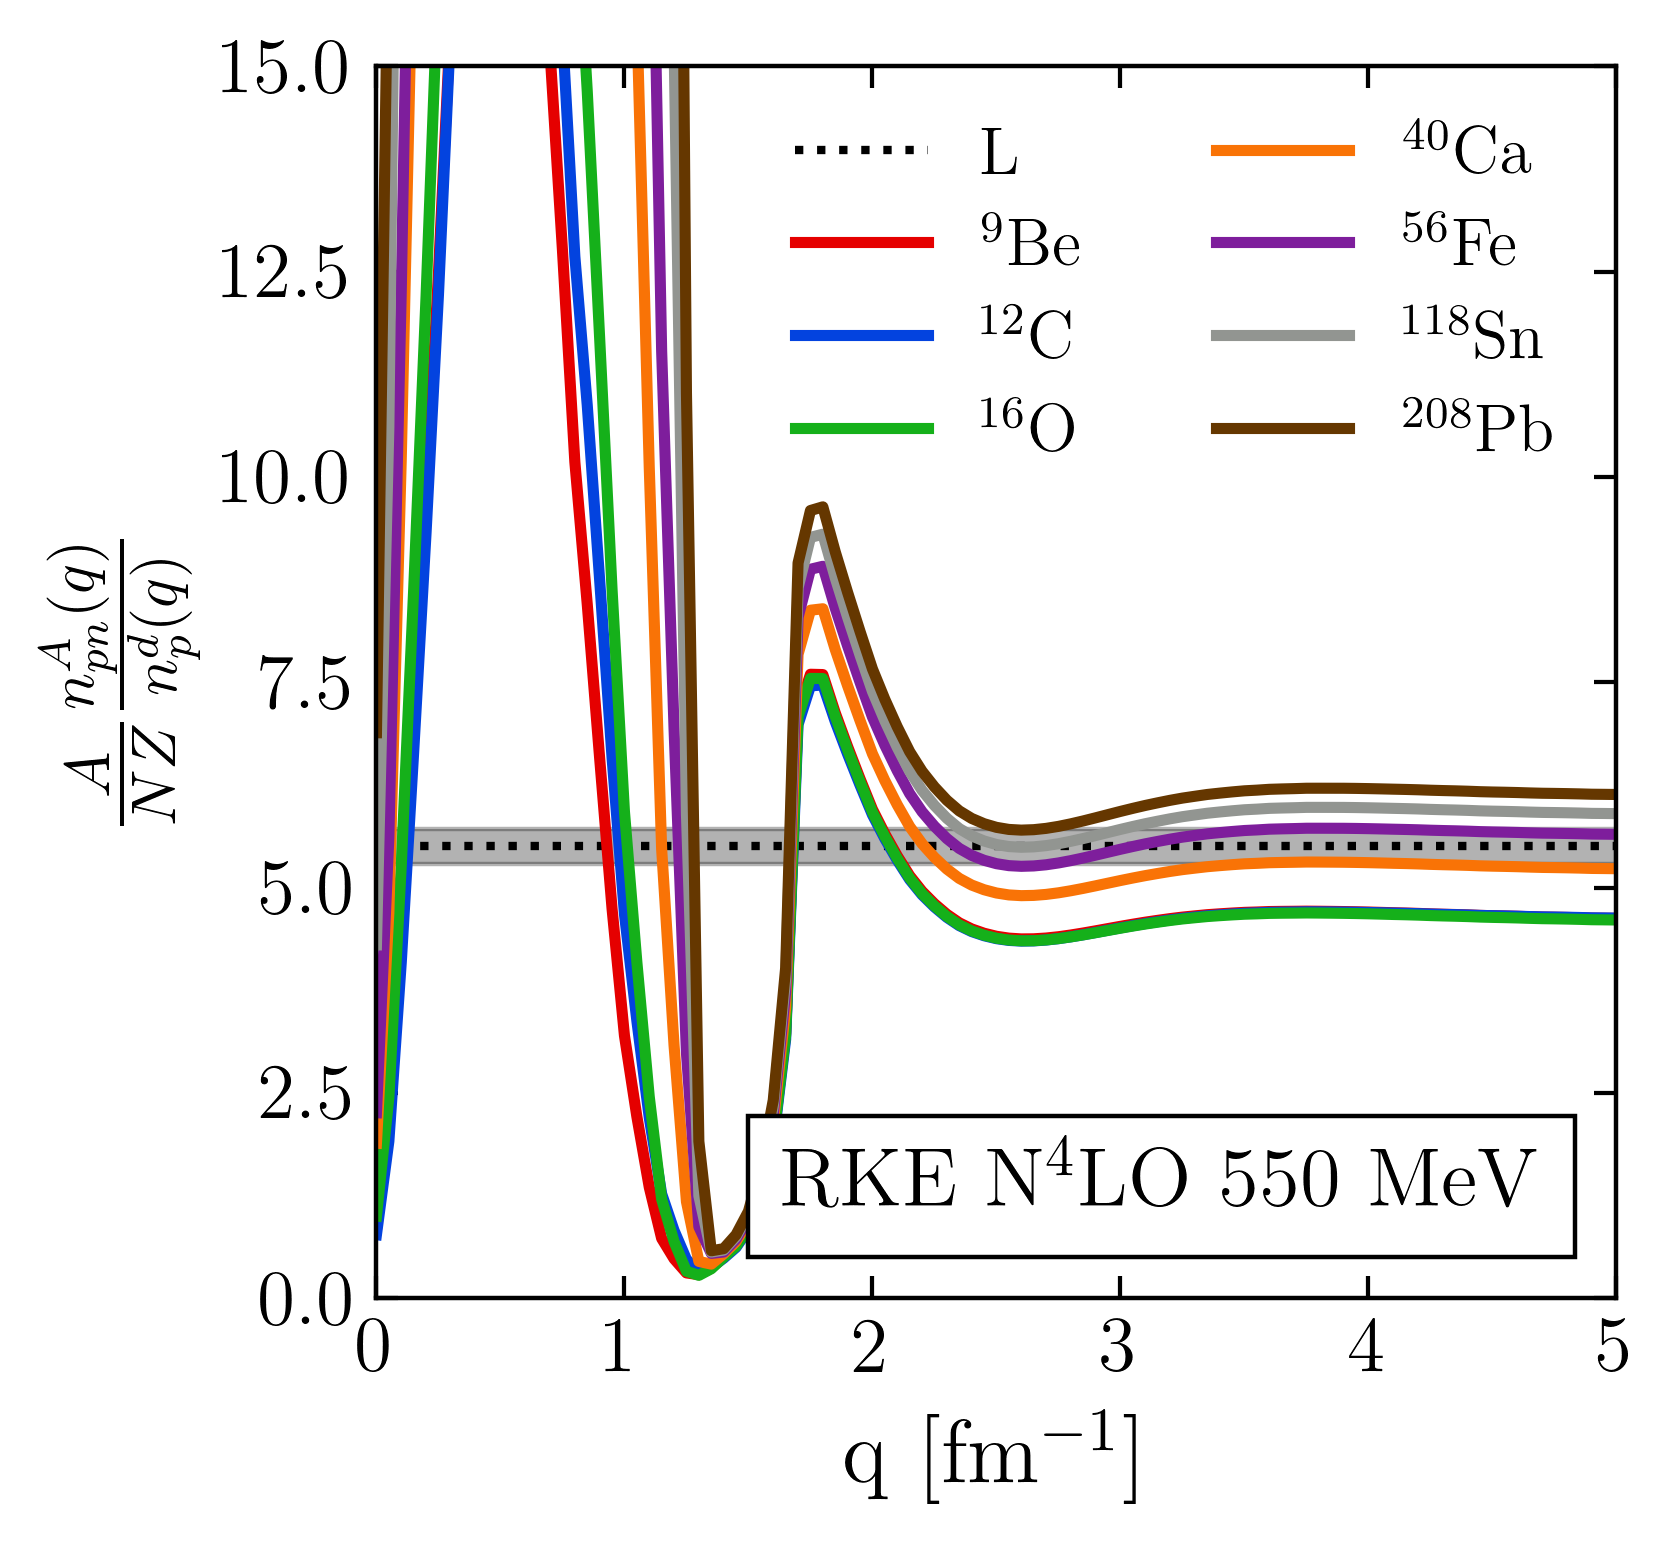 15.0
12.5
10.0
7.5
5.0
2.5
0.0
A/NZ n^A_pn(q)/n^d_p(q)
L
⁹Be
¹²C
¹⁶O
⁴⁰Ca
⁵⁶Fe
¹¹⁸Sn
²⁰⁸Pb
RKE N⁴LO 550 MeV
0 1 2 3 4 5
q [fm⁻¹]